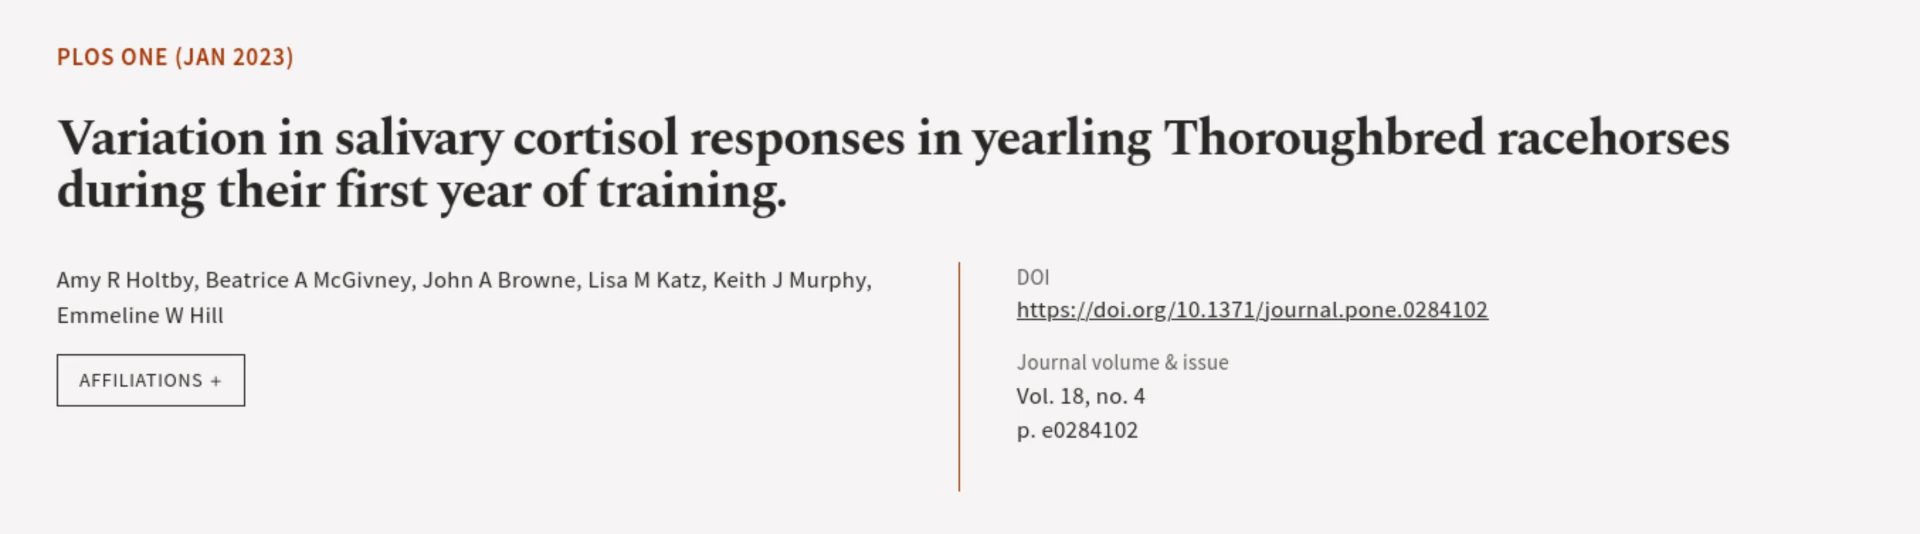 PLOS ONE (JAN 2023)
Variation in salivary cortisol responses in yearling Thoroughbred racehorses
during their first year of training.
Amy R Holtby, Beatrice A McGivney, John A Browne, Lisa M Katz, Keith J Murphy,
Emmeline W Hill
AFFILIATIONS +
DOI
https://doi.org/10.1371/journal.pone.0284102
Journal volume & issue
Vol. 18, no. 4
p. e0284102